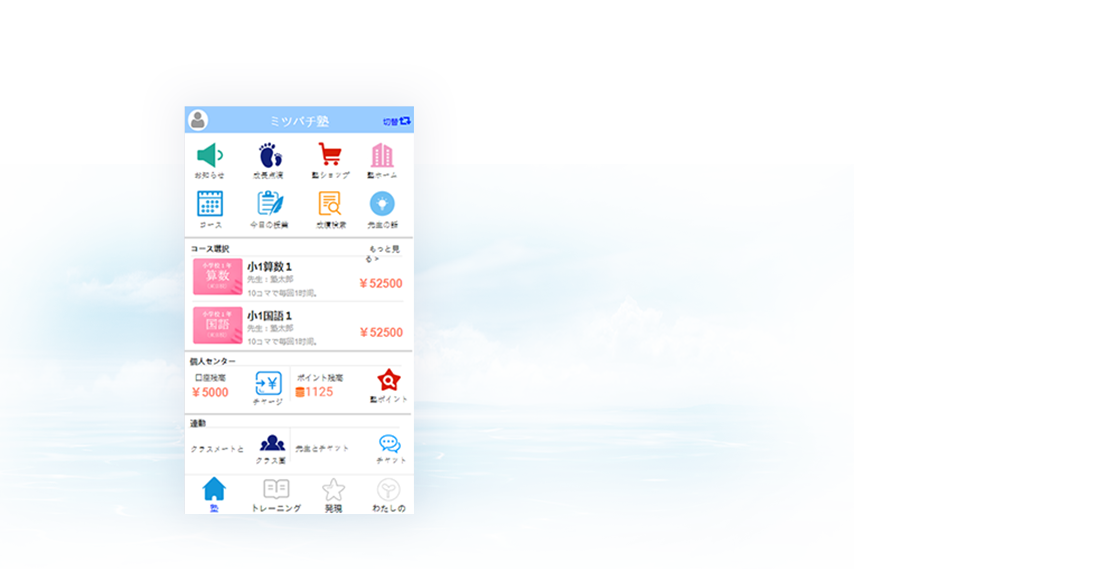 ミツバチ塾
切替
お知らせ
成長点滴
塾ショップ
塾ホーム
コース
今日の授業
成績検索
先生の話
コース選択
もっと見
る >
小学校1年
算数
小1算数1
先生：塾太郎
10コマで毎回1时间。
¥52500
小学校1年
国語
小1国語1
先生：塾太郎
10コマで毎回1时间。
¥52500
個人センター
口座残高
¥5000
チャージ
ポイント残高
1125
塾ポイント
連動
クラスメートと
クラス圏
先生とチャット
チャット
塾
トレーニング
発現
わたしの